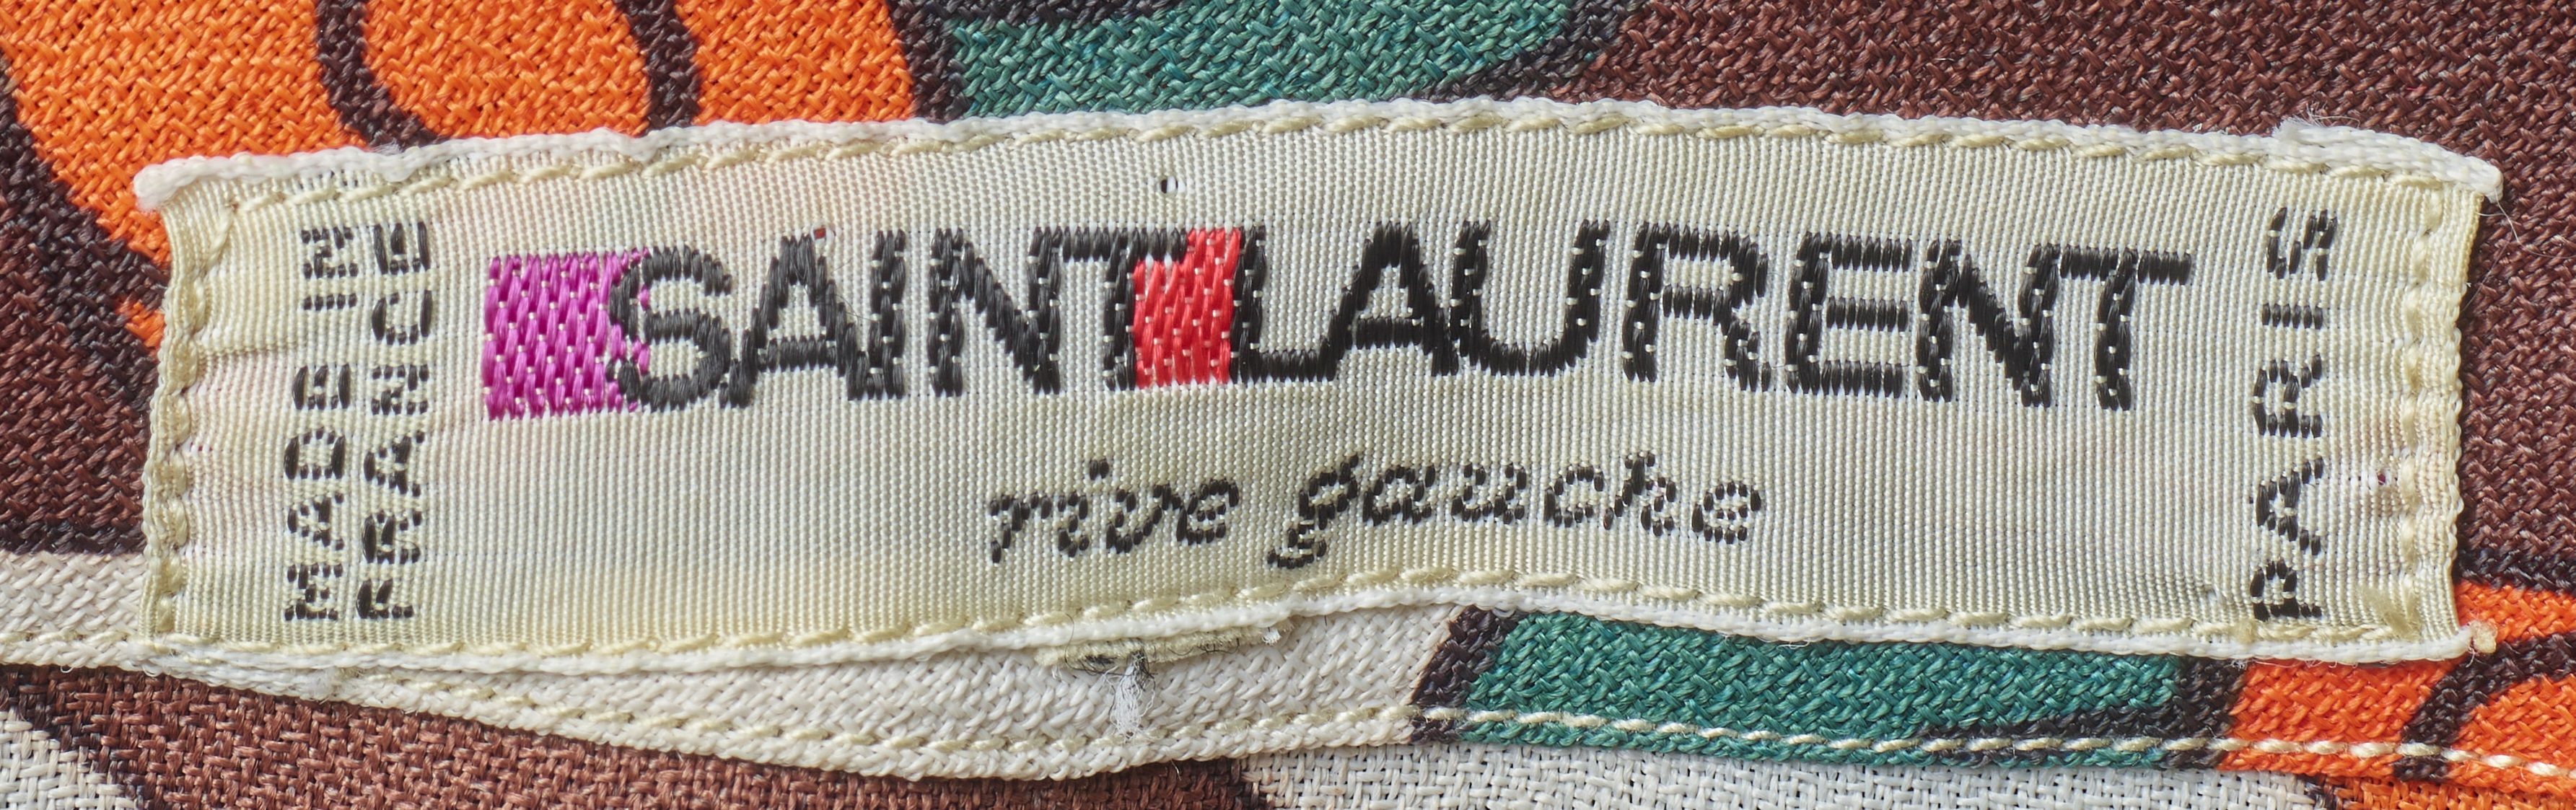 MADE IN
FRANCE
SAINT LAURENT
rive gauche
PARIS